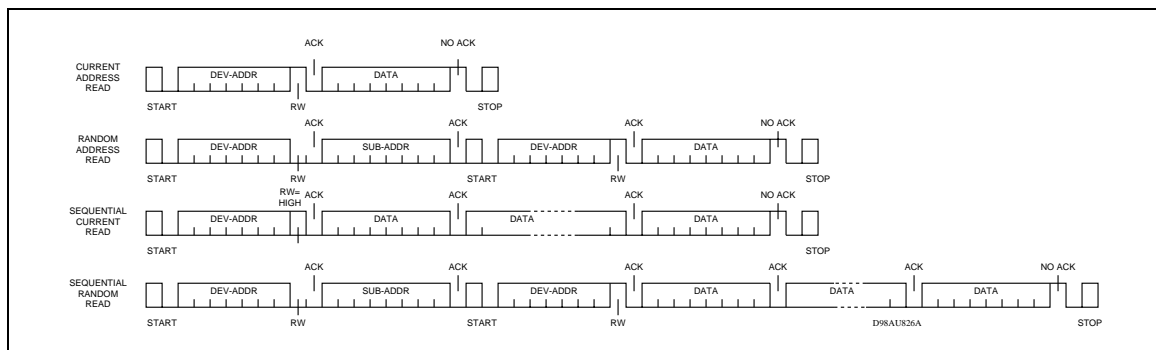 ACK NO ACK
CURRENT
ADDRESS
READ
DEV-ADDR DATA
START RW STOP
ACK ACK ACK NO ACK
RANDOM
ADDRESS
READ
DEV-ADDR SUB-ADDR DEV-ADDR DATA
START RW START RW STOP
RW=
HIGH
ACK ACK ACK NO ACK
SEQUENTIAL
CURRENT
READ
DEV-ADDR DATA DATA DATA
START STOP
ACK ACK ACK ACK ACK NO ACK
SEQUENTIAL
RANDOM
READ
DEV-ADDR SUB-ADDR DEV-ADDR DATA DATA DATA
START RW START RW D98AU826A STOP